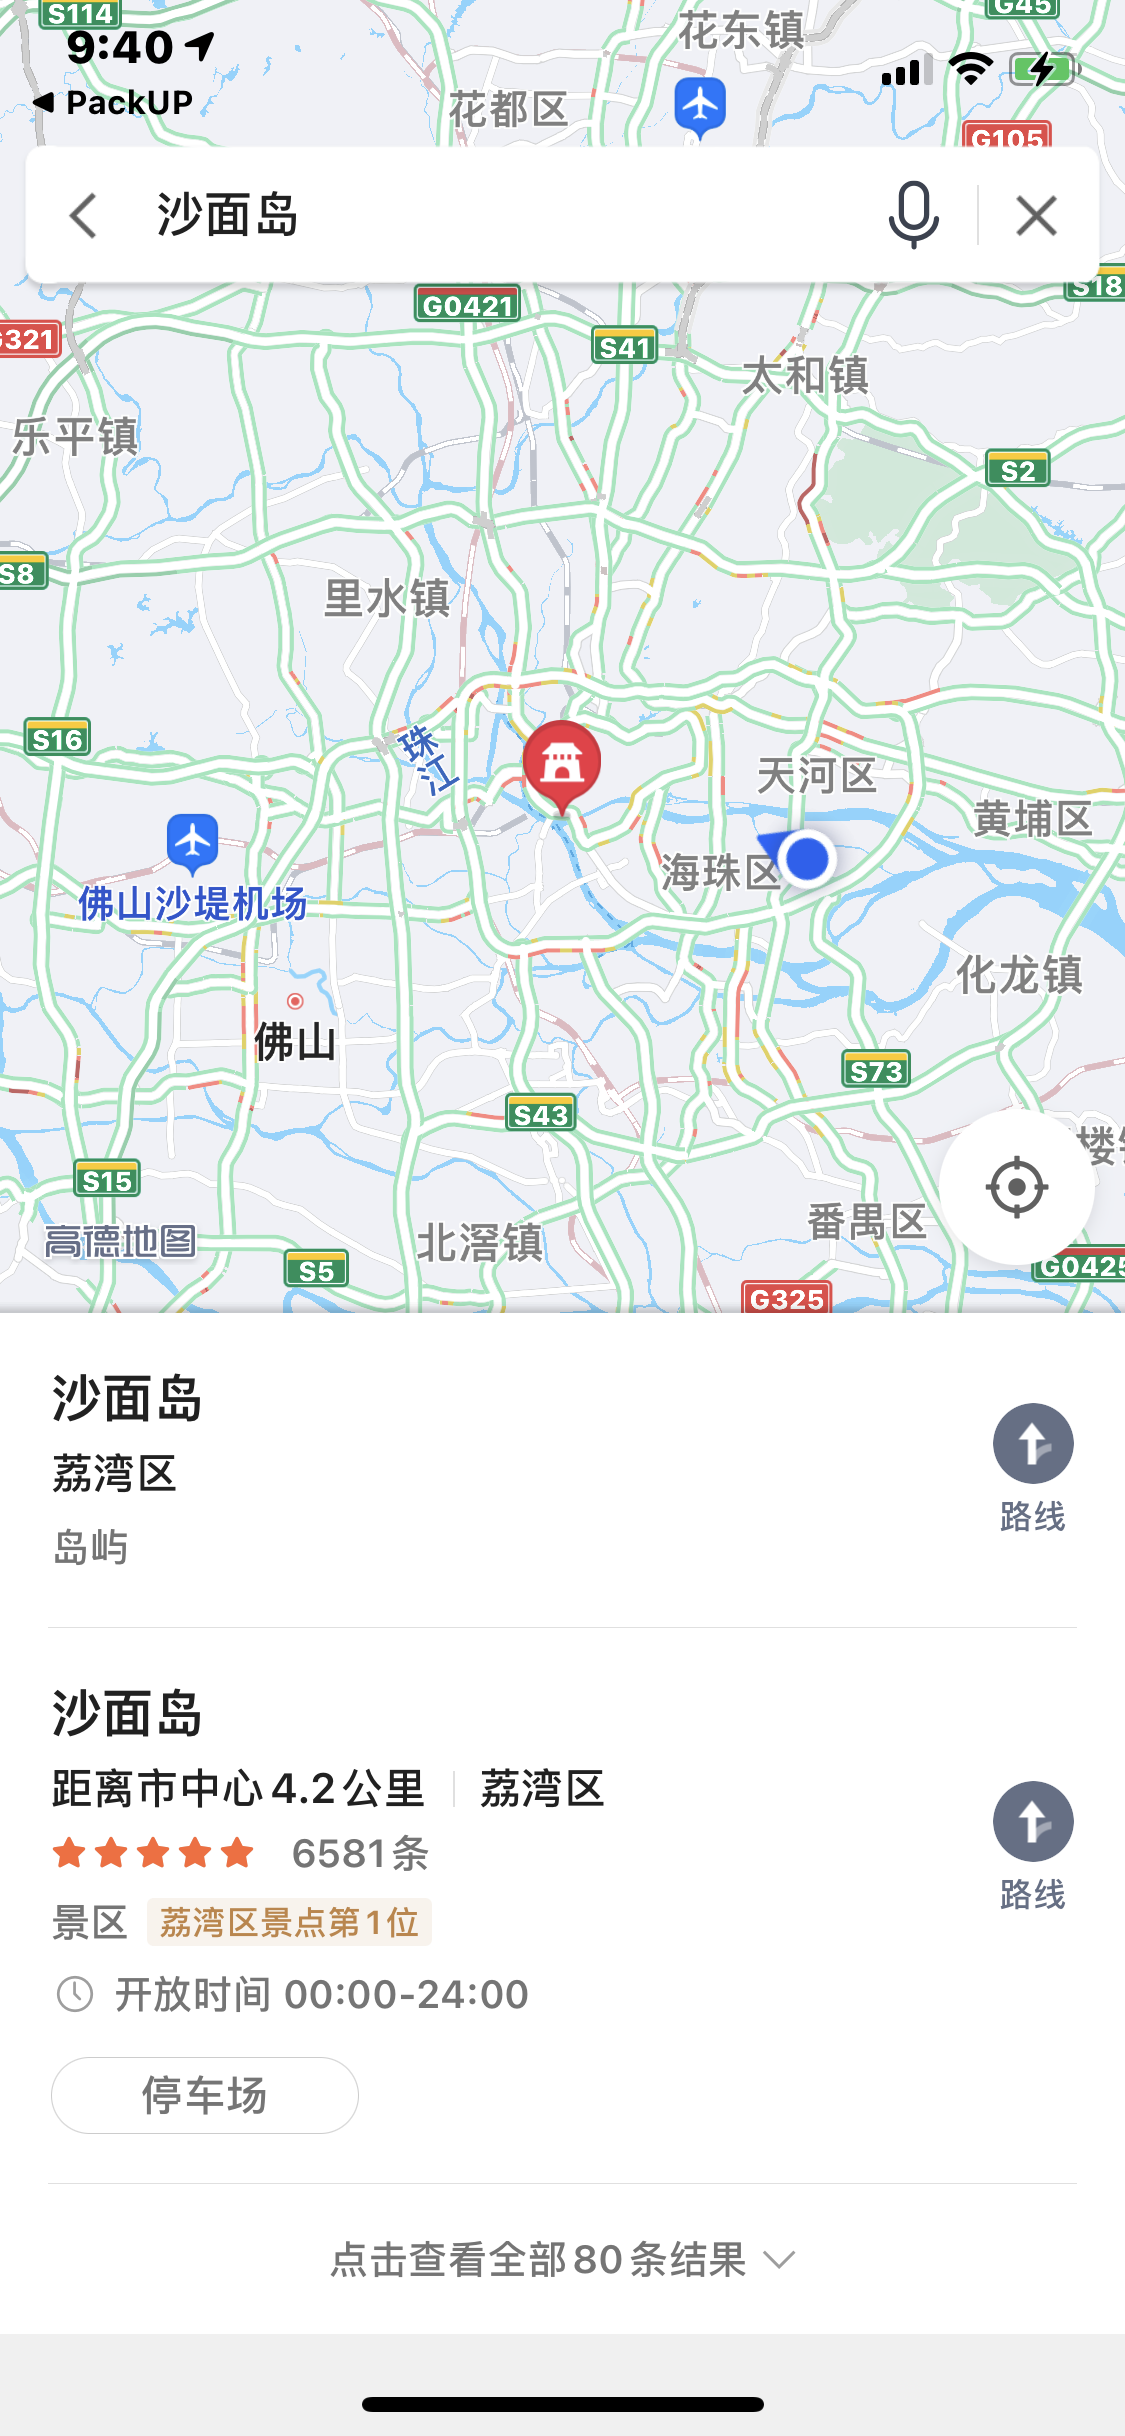 S114
G45
9:40
花东镇
PackUP
花都区
G105
沙面岛
S18
G0421
G321
S41
太和镇
乐平镇
S2
S8
里水镇
S16
珠江
天河区
黄埔区
海珠区
佛山沙堤机场
化龙镇
佛山
S73
S43
楼
S15
番禺区
高德地图
北滘镇
S5
G0425
G325
沙面岛
荔湾区
岛屿
路线
沙面岛
距离市中心4.2公里 | 荔湾区
6581条
路线
景区 荔湾区景点第1位
开放时间 00:00-24:00
停车场
点击查看全部80条结果